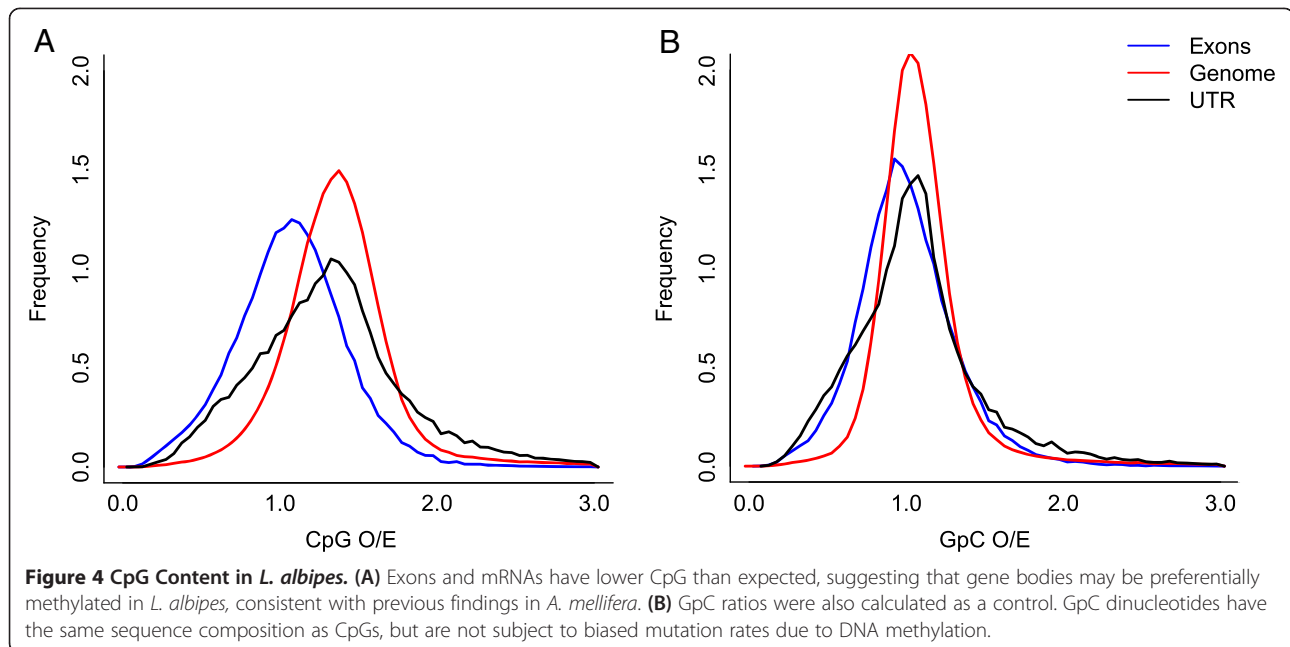 A
B
Exons
Genome
UTR
2.0
1.5
1.0
0.5
0.0
Frequency
0.0 1.0 2.0 3.0
CpG O/E
2.0
1.5
1.0
0.5
0.0
Frequency
0.0 1.0 2.0 3.0
GpC O/E
Figure 4 CpG Content in L. albipes. (A) Exons and mRNAs have lower CpG than expected, suggesting that gene bodies may be preferentially
methylated in L. albipes, consistent with previous findings in A. mellifera. (B) GpC ratios were also calculated as a control. GpC dinucleotides have
the same sequence composition as CpGs, but are not subject to biased mutation rates due to DNA methylation.